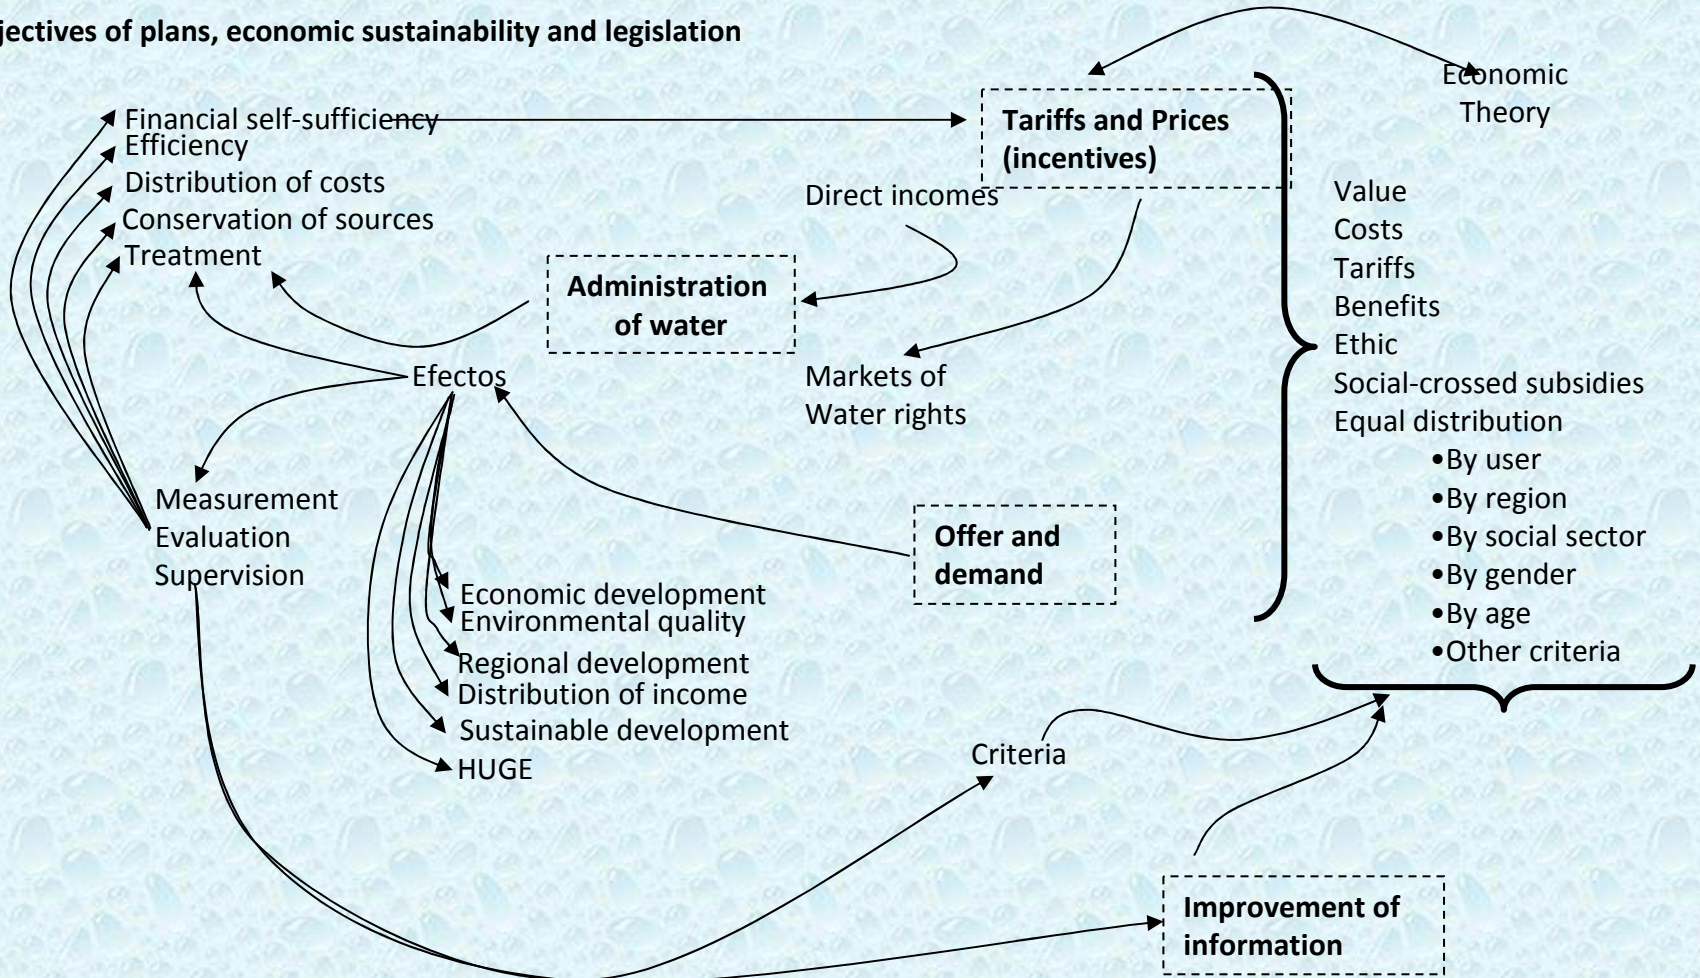 jectives of plans, economic sustainability and legislation
Economic
Theory
Financial self-sufficiency
Efficiency
Distribution of costs
Conservation of sources
Treatment
Tariffs and Prices
(incentives)
Direct incomes
Administration
of water
Efectos
Markets of
Water rights
Value
Costs
Tariffs
Benefits
Ethic
Social-crossed subsidies
Equal distribution
•By user
•By region
•By social sector
•By gender
•By age
•Other criteria
Measurement
Evaluation
Supervision
Offer and
demand
Economic development
Environmental quality
Regional development
Distribution of income
Sustainable development
HUGE
Criteria
Improvement of
information